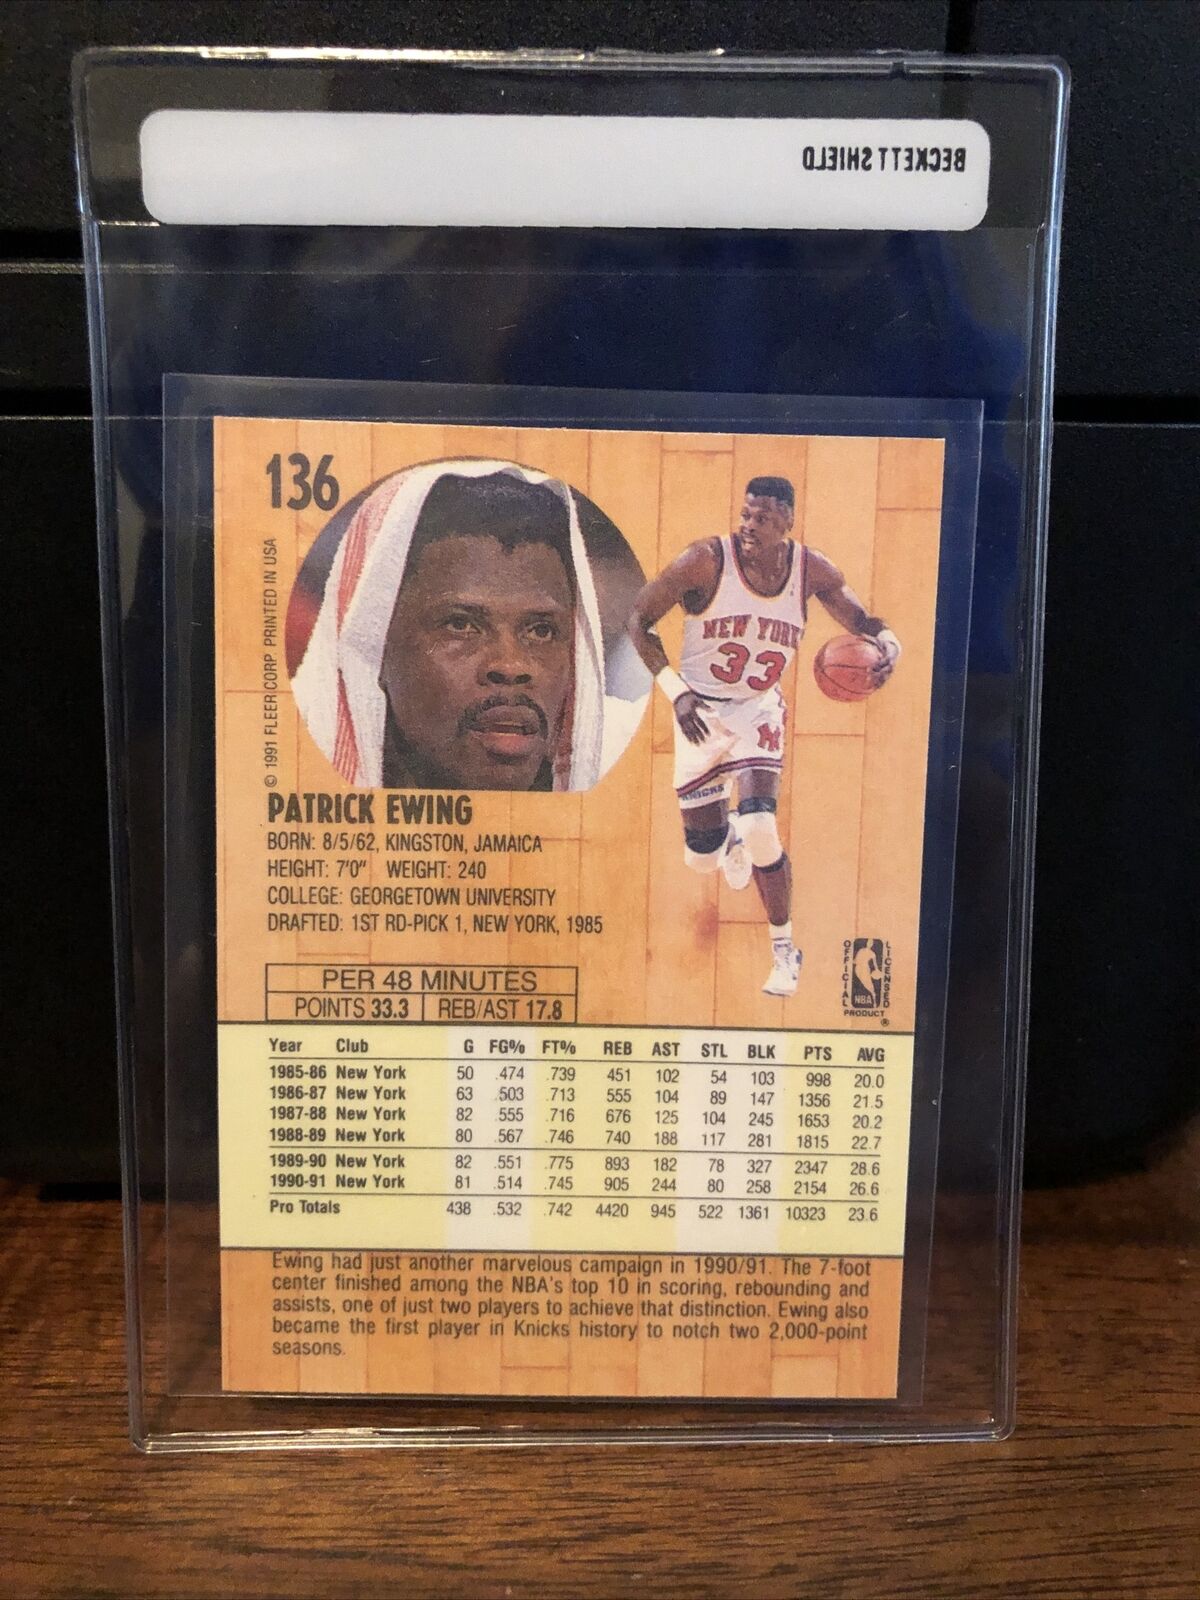 BECKETT SHIELD
136
© 1991 FLEER CORP. PRINTED IN USA
NEW YORK
33
NY
KNICKS
PATRICK EWING
BORN: 8/5/62, KINGSTON, JAMAICA
HEIGHT: 7'0" WEIGHT: 240
COLLEGE: GEORGETOWN UNIVERSITY
DRAFTED: 1ST RD-PICK 1, NEW YORK, 1985
OFFICIAL LICENSED
NBA
PRODUCT
®
PER 48 MINUTES
POINTS 33.3 REB/AST 17.8
Year Club G FG% FT% REB AST STL BLK PTS AVG
1985-86 New York 50 .474 .739 451 102 54 103 998 20.0
1986-87 New York 63 .503 .713 555 104 89 147 1356 21.5
1987-88 New York 82 .555 .716 676 125 104 245 1653 20.2
1988-89 New York 80 .567 .746 740 188 117 281 1815 22.7
1989-90 New York 82 .551 .775 893 182 78 327 2347 28.6
1990-91 New York 81 .514 .745 905 244 80 258 2154 26.6
Pro Totals 438 .532 .742 4420 945 522 1361 10323 23.6
Ewing had just another marvelous campaign in 1990/91. The 7-foot
center finished among the NBA's top 10 in scoring, rebounding and
assists, one of just two players to achieve that distinction. Ewing also
became the first player in Knicks history to notch two 2,000-point
seasons.